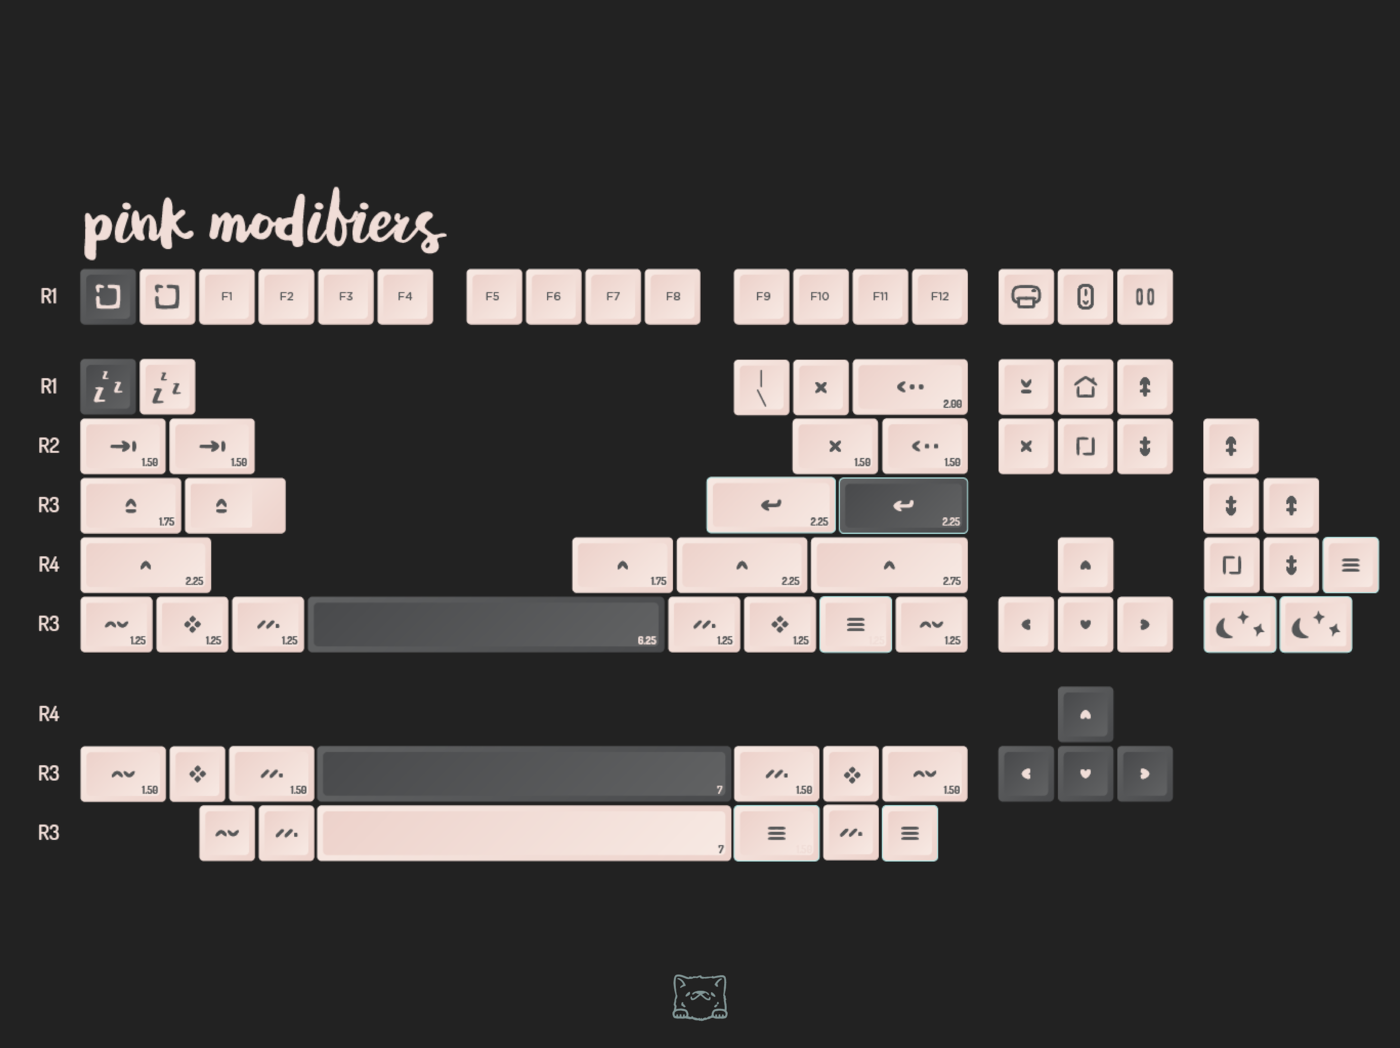 pink modifiers
R1 F1 F2 F3 F4 F5 F6 F7 F8 F9 F10 F11 F12
R1 z z z z z z | \ 2.00
R2 1.50 1.50 1.50 1.50
R3 1.75 2.25 2.25
R4 2.25 1.75 2.25 2.75
R3 1.25 1.25 1.25 6.25 1.25 1.25 1.25
R4
R3 1.50 1.50 7 1.50 1.50
R3 7